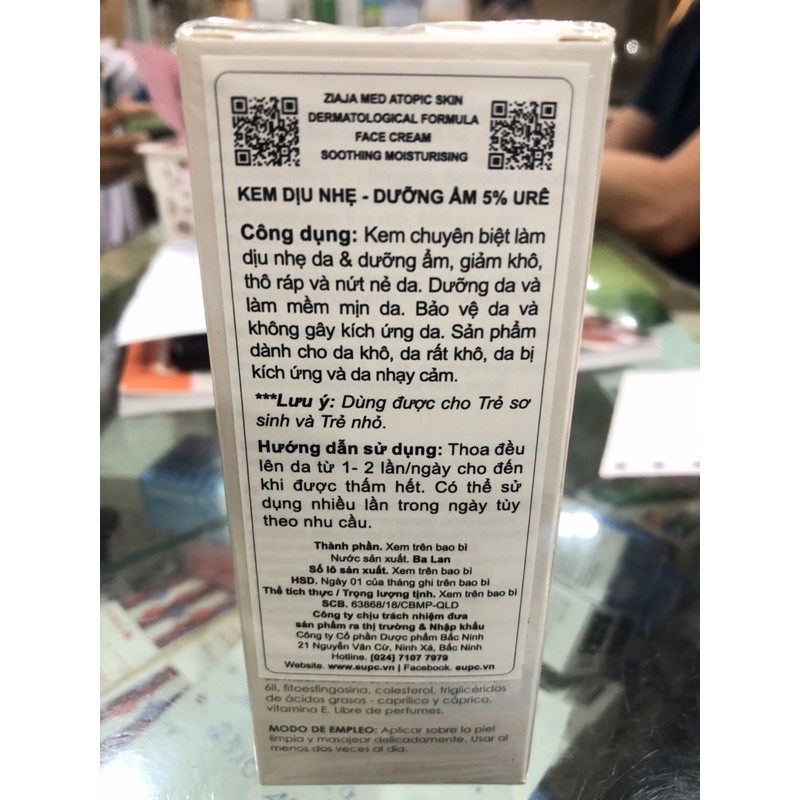 ZIAJA MED ATOPIC SKIN
DERMATOLOGICAL FORMULA
FACE CREAM
SOOTHING MOISTURISING
KEM DỊU NHẸ - DƯỠNG ẨM 5% URÊ
Công dụng: Kem chuyên biệt làm
dịu nhẹ da & dưỡng ẩm, giảm khô,
thô ráp và nứt nẻ da. Dưỡng da và
làm mềm mịn da. Bảo vệ da và
không gây kích ứng da. Sản phẩm
dành cho da khô, da rất khô, da bị
kích ứng và da nhạy cảm.
***Lưu ý: Dùng được cho Trẻ sơ
sinh và Trẻ nhỏ.
Hướng dẫn sử dụng: Thoa đều
lên da từ 1- 2 lần/ngày cho đến
khi được thấm hết. Có thể sử
dụng nhiều lần trong ngày tùy
theo nhu cầu.
Thành phần. Xem trên bao bì
Nước sản xuất. Ba Lan
Số lô sản xuất. Xem trên bao bì
HSD. Ngày 01 của tháng ghi trên bao bì
Thể tích thực / Trọng lượng tịnh. Xem trên bao bì
SCB. 63868/18/CBMP-QLD
Công ty chịu trách nhiệm đưa
sản phẩm ra thị trường & Nhập khẩu
Công ty Cổ phần Dược phẩm Bắc Ninh
21 Nguyễn Văn Cừ, Ninh Xá, Bắc Ninh
Hotline. [024] 7107 7979
Website. www.eupc.vn | Facebook. eupc.vn
6II, fitoesfingosina, colesterol, triglicéridos
de ácidos grasos - caprílico y cáprico,
vitamina E. Libre de perfumes.
MODO DE EMPLEO: Aplicar sobre la piel
limpia y masajear delicadamente. Usar al
menos dos veces al día.